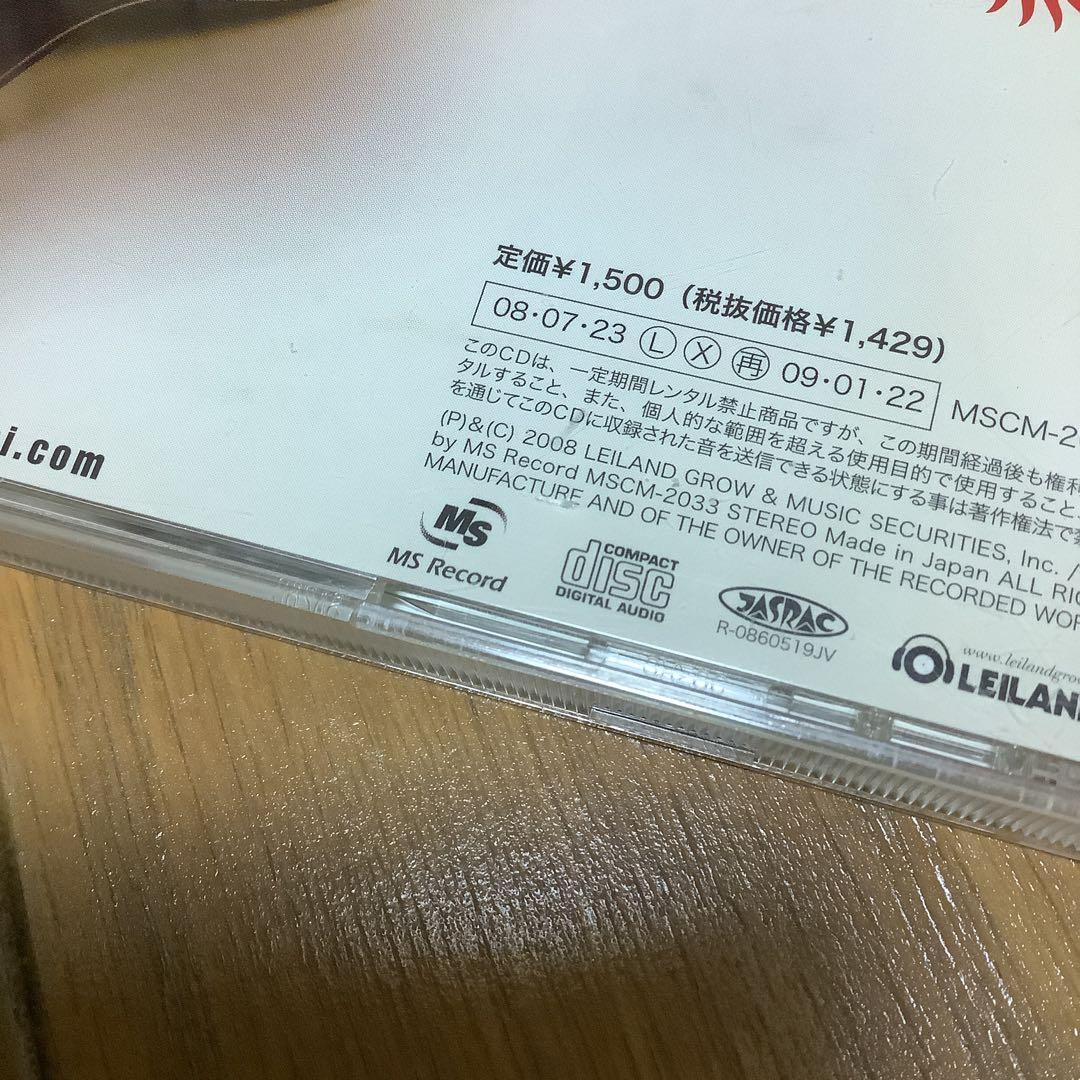 定価¥1,500(税抜価格¥1,429)
08・07・23 Ⓛ Ⓧ 再 09・01・22 MSCM-20
このCDは、一定期間レンタル禁止商品ですが、この期間経過後も権利
タルすること、また、個人的な範囲を超える使用目的で使用すること、
を通じてこのCDに収録された音を送信できる状態にする事は著作権法で
(P)&(C) 2008 LEILAND GROW & MUSIC SECURITIES, Inc. /
by MS Record MSCM-2033 STEREO Made in Japan ALL RIG
MANUFACTURE AND OF THE OWNER OF THE RECORDED WOR
i.com
Ms
MS Record
COMPACT
disc
DIGITAL AUDIO
JASRAC
R-0860519JV
www.leilandgro
LEILAN